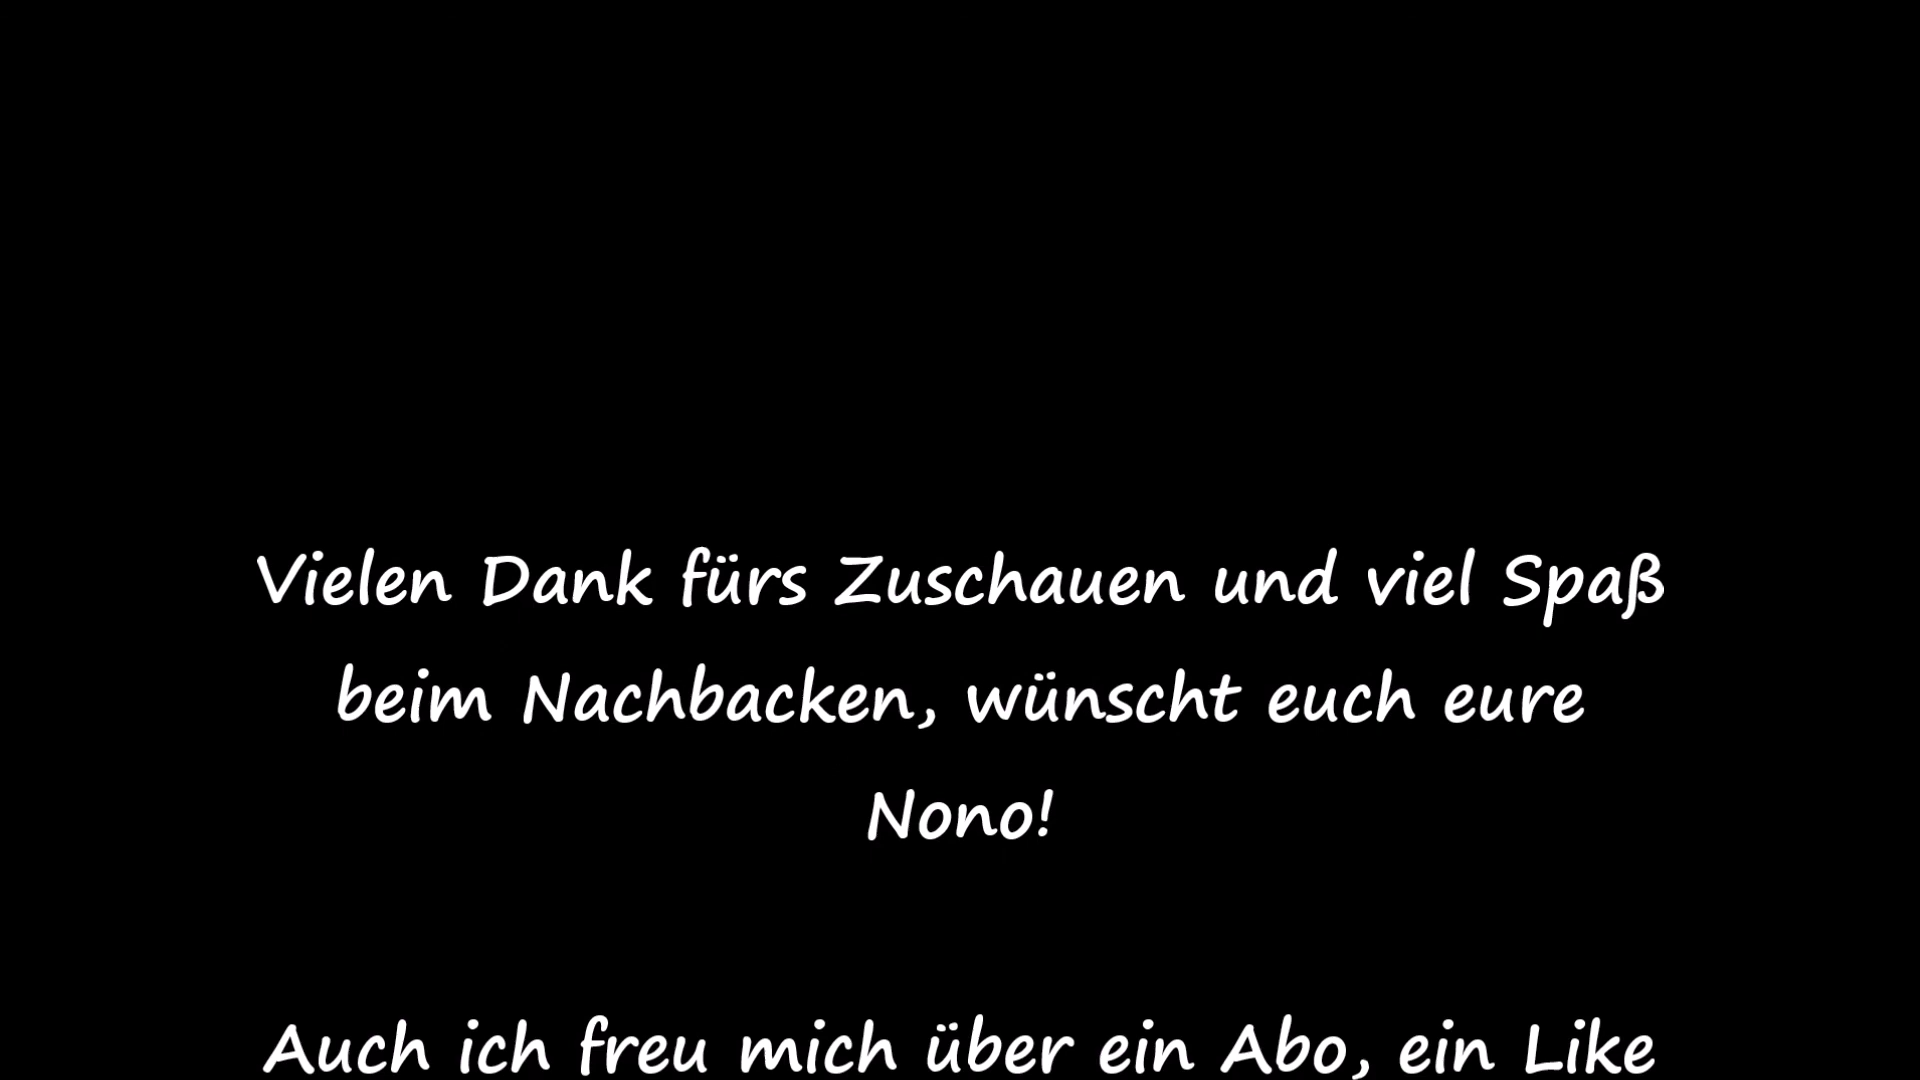 Vielen Dank fürs Zuschauen und viel Spaß
beim Nachbacken, wünscht euch eure
Nono!
Auch ich freu mich über ein Abo, ein Like